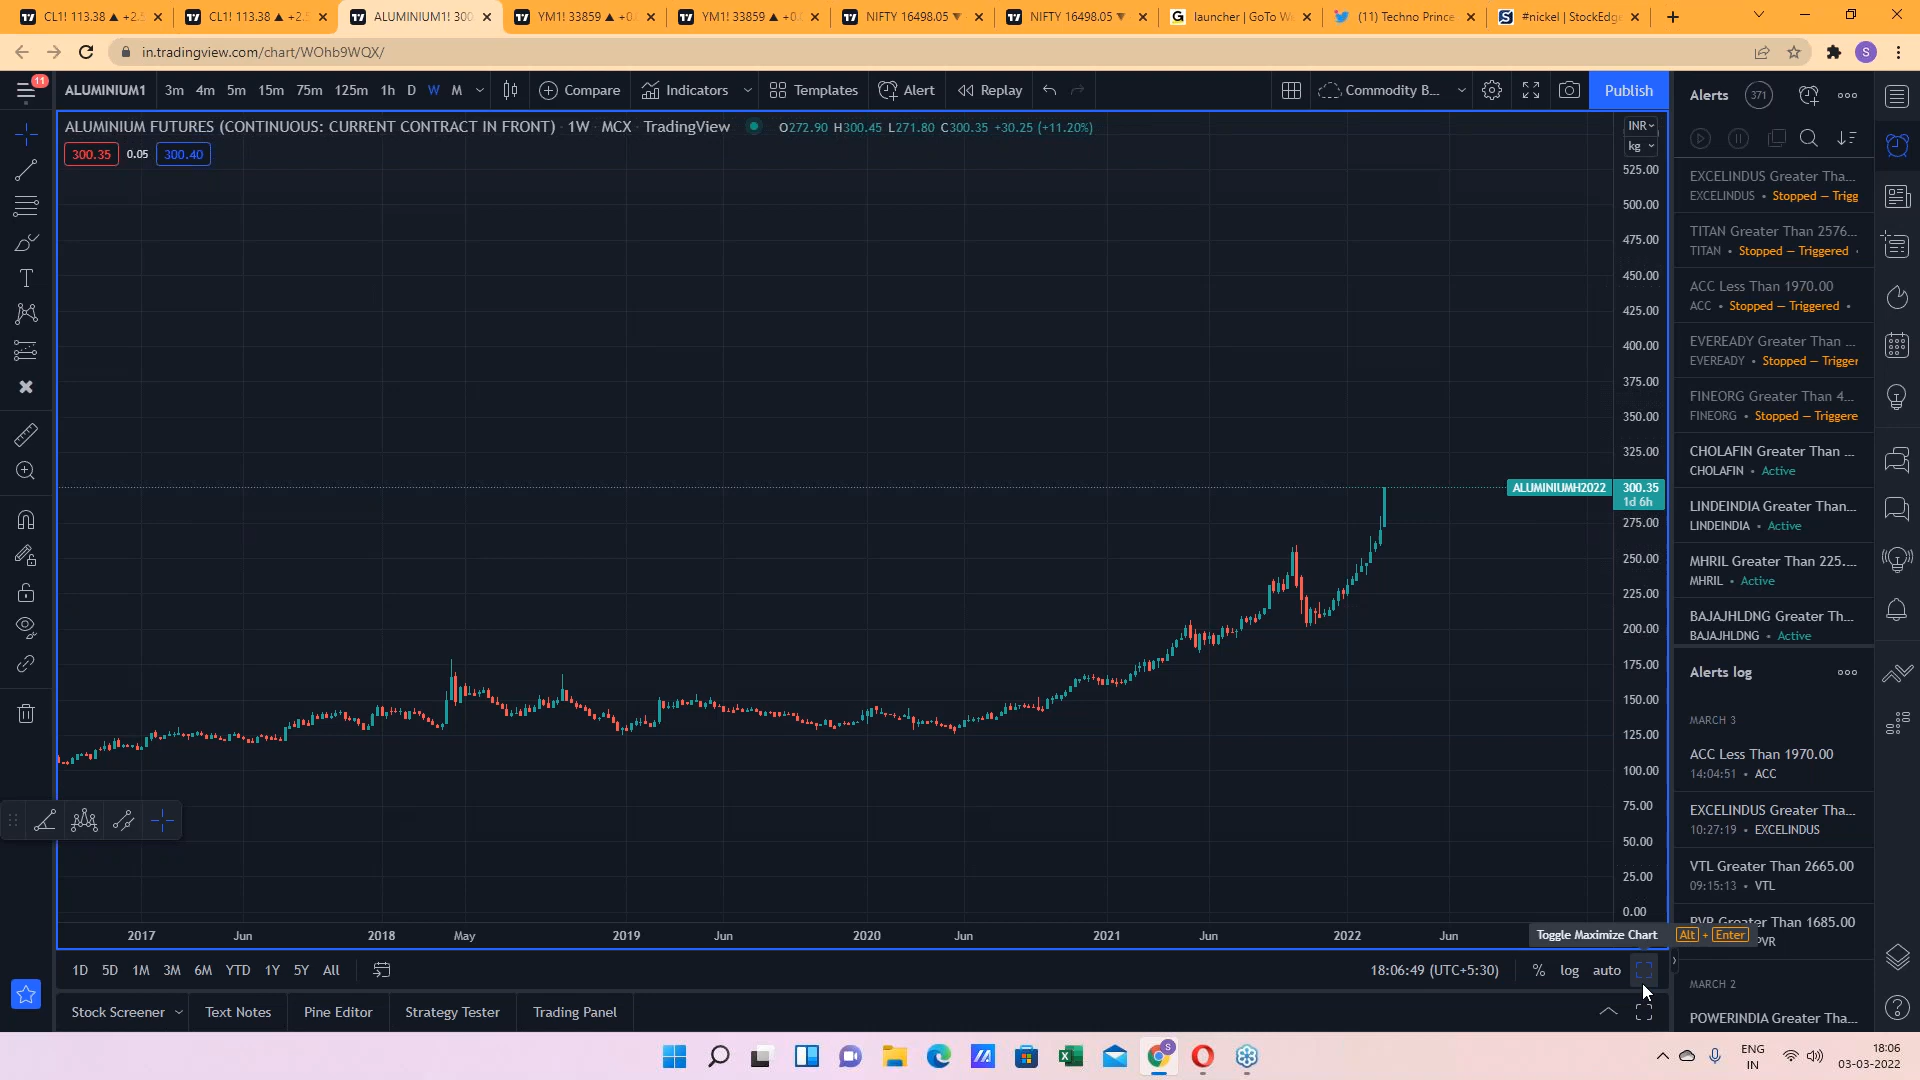 CL1! 113.38 ▲ +2.5
CL1! 113.38 ▲ +2.5
ALUMINIUM1! 300
YM1! 33859 ▲ +0.
YM1! 33859 ▲ +0.
NIFTY 16498.05 ▼
NIFTY 16498.05 ▼
launcher | GoTo W
(11) Techno Prince
#nickel | StockEdg
in.tradingview.com/chart/WOhb9WQX/
S
11
ALUMINIUM1 3m 4m 5m 15m 75m 125m 1h D W M
Compare Indicators Templates Alert Replay
Commodity B...
Publish
ALUMINIUM FUTURES (CONTINUOUS: CURRENT CONTRACT IN FRONT) · 1W · MCX · TradingView
O272.90 H300.45 L271.80 C300.35 +30.25 (+11.20%)
300.35 0.05 300.40
INR
kg
525.00
500.00
475.00
450.00
425.00
400.00
375.00
350.00
325.00
ALUMINIUMH2022 300.35
1d 6h
275.00
250.00
225.00
200.00
175.00
150.00
125.00
100.00
75.00
50.00
25.00
0.00
2017 Jun 2018 May 2019 Jun 2020 Jun 2021 Jun 2022 Jun
Toggle Maximize Chart Alt + Enter
1D 5D 1M 3M 6M YTD 1Y 5Y All
18:06:49 (UTC+5:30) % log auto
Stock Screener Text Notes Pine Editor Strategy Tester Trading Panel
Alerts 371
EXCELINDUS Greater Tha...
EXCELINDUS • Stopped — Trigg
TITAN Greater Than 2576...
TITAN • Stopped — Triggered •
ACC Less Than 1970.00
ACC • Stopped — Triggered •
EVEREADY Greater Than ...
EVEREADY • Stopped — Trigger
FINEORG Greater Than 4...
FINEORG • Stopped — Triggere
CHOLAFIN Greater Than ...
CHOLAFIN • Active
LINDEINDIA Greater Than...
LINDEINDIA • Active
MHRIL Greater Than 225....
MHRIL • Active
BAJAJHLDNG Greater Th...
BAJAJHLDNG • Active
Alerts log
MARCH 3
ACC Less Than 1970.00
14:04:51 • ACC
EXCELINDUS Greater Tha...
10:27:19 • EXCELINDUS
VTL Greater Than 2665.00
09:15:13 • VTL
PVR Greater Than 1685.00
PVR
MARCH 2
POWERINDIA Greater Tha...
ENG
IN
18:06
03-03-2022